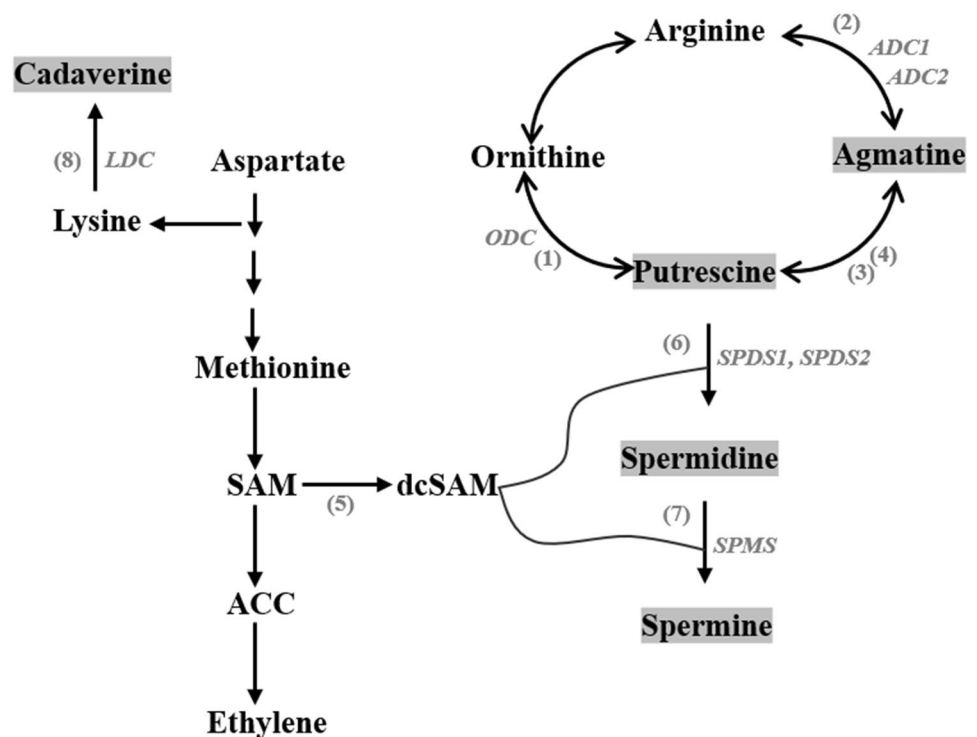 Arginine
(2)
ADC1
ADC2
Cadaverine
(8)
LDC
Aspartate
Ornithine
Agmatine
Lysine
ODC
(1)
Putrescine
(3)
(4)
Methionine
(6)
SPDS1, SPDS2
Spermidine
SAM
(5)
dcSAM
(7)
SPMS
ACC
Spermine
Ethylene